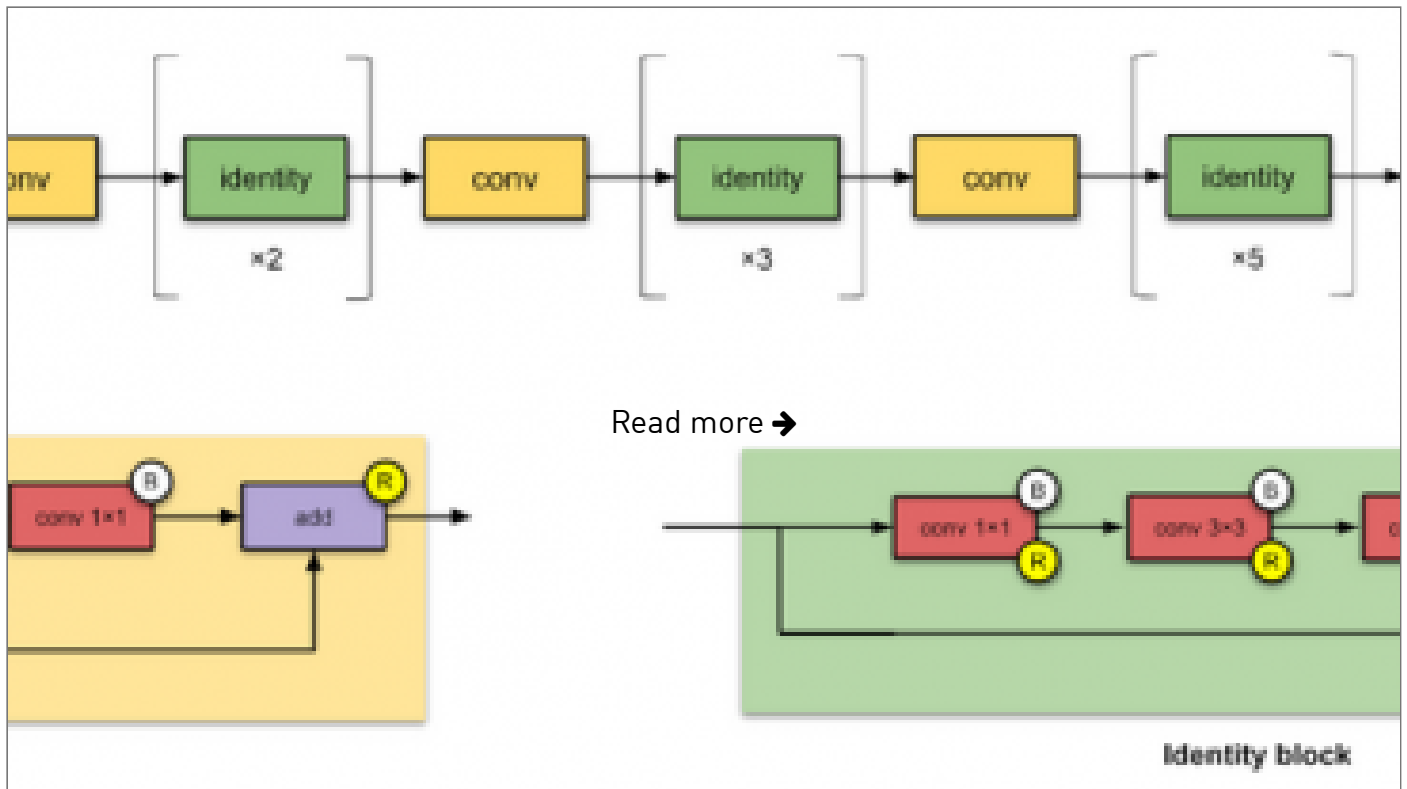 onv identity conv identity conv identity
×2 ×3 ×5
Read more →
B R B B
conv 1×1 add conv 1×1 conv 3×3 c
R R
Identity block